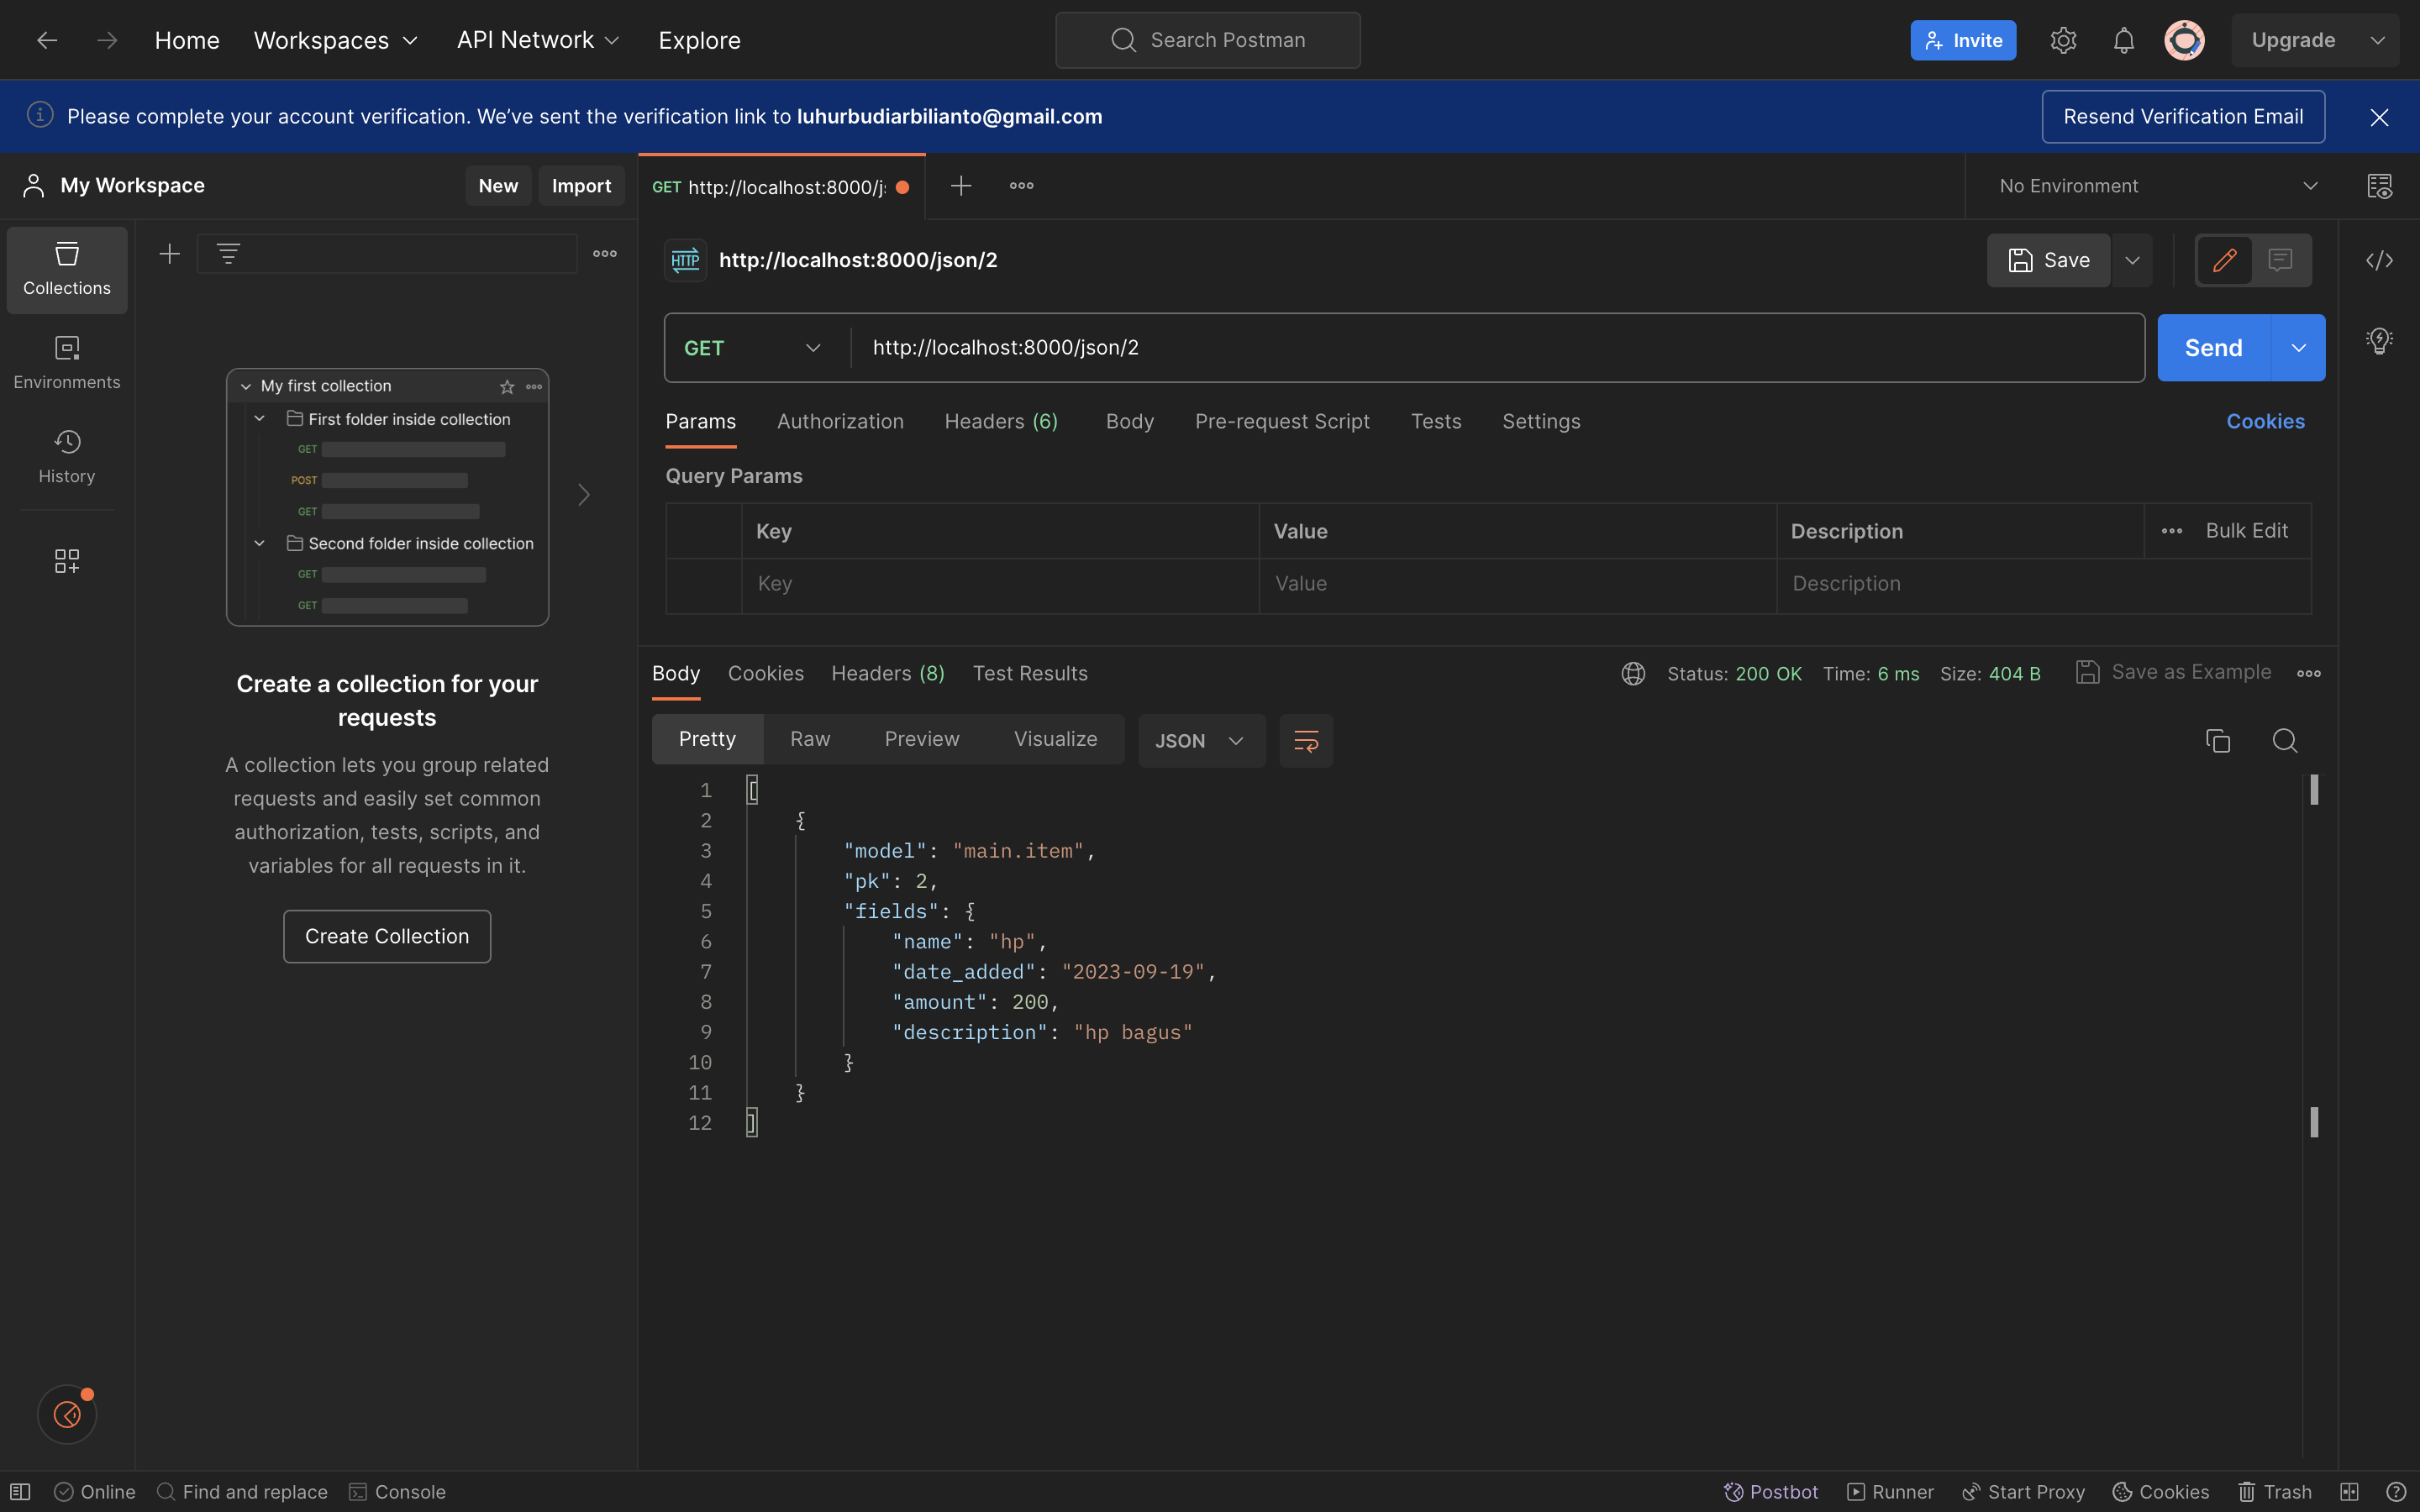 Home Workspaces API Network Explore Search Postman Invite Upgrade
Please complete your account verification. We’ve sent the verification link to luhurbudiarbilianto@gmail.com Resend Verification Email
My Workspace New Import
GET http://localhost:8000/j No Environment
Collections
Environments
History
My first collection
First folder inside collection
GET
POST
GET
Second folder inside collection
GET
GET
Create a collection for your
requests
A collection lets you group related
requests and easily set common
authorization, tests, scripts, and
variables for all requests in it.
Create Collection
HTTP http://localhost:8000/json/2 Save
GET http://localhost:8000/json/2 Send
Params Authorization Headers (6) Body Pre-request Script Tests Settings Cookies
Query Params
Key Value Description Bulk Edit
Key Value Description
Body Cookies Headers (8) Test Results Status: 200 OK Time: 6 ms Size: 404 B Save as Example
Pretty Raw Preview Visualize JSON
1 [
2 {
3 "model": "main.item",
4 "pk": 2,
5 "fields": {
6 "name": "hp",
7 "date_added": "2023-09-19",
8 "amount": 200,
9 "description": "hp bagus"
10 }
11 }
12 ]
Online Find and replace Console Postbot Runner Start Proxy Cookies Trash